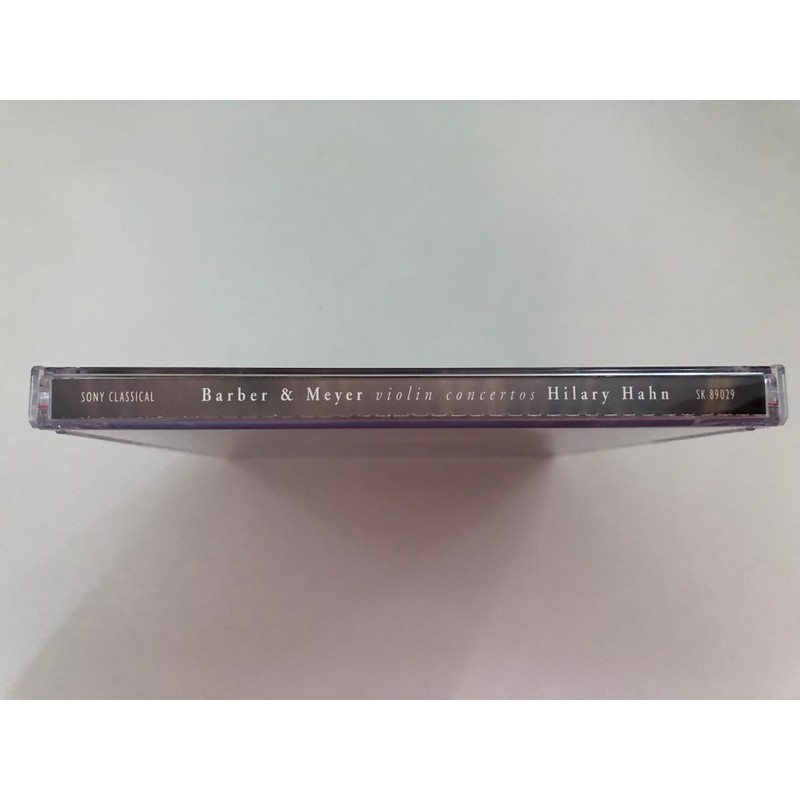 SONY CLASSICAL Barber & Meyer violin concertos Hilary Hahn SK 89029